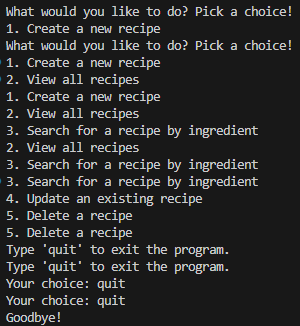 What would you like to do? Pick a choice!
1. Create a new recipe
What would you like to do? Pick a choice!
1. Create a new recipe
2. View all recipes
1. Create a new recipe
2. View all recipes
3. Search for a recipe by ingredient
2. View all recipes
3. Search for a recipe by ingredient
3. Search for a recipe by ingredient
4. Update an existing recipe
5. Delete a recipe
5. Delete a recipe
Type 'quit' to exit the program.
Type 'quit' to exit the program.
Your choice: quit
Your choice: quit
Goodbye!